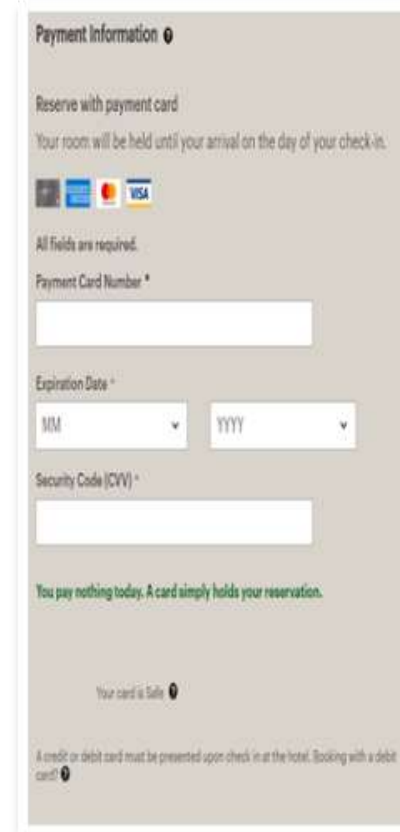 Payment Information ?
Reserve with payment card
Your room will be held until your arrival on the day of your check-in.
VISA
All fields are required.
Payment Card Number *
Expiration Date *
MM
YYYY
Security Code (CVV) *
You pay nothing today. A card simply holds your reservation.
Your card is Safe ?
A credit or debit card must be presented upon check in at the hotel. Booking with a debit
card? ?